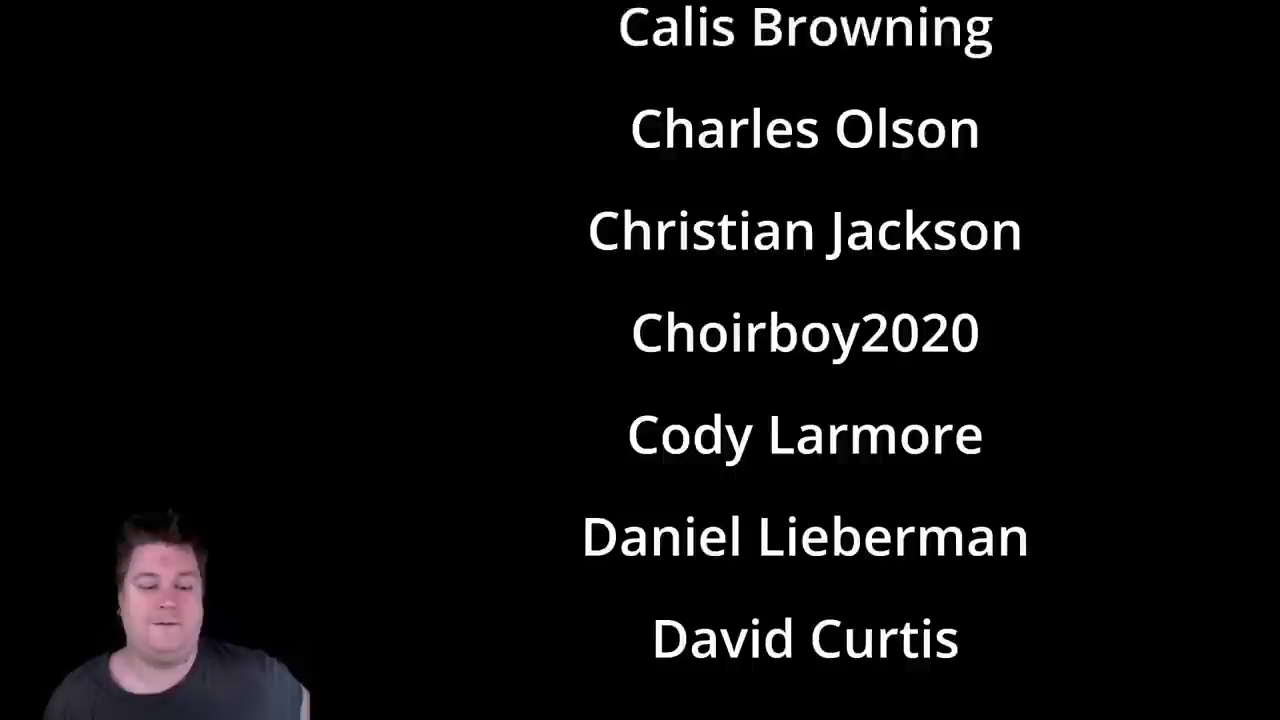 Calis Browning
Charles Olson
Christian Jackson
Choirboy2020
Cody Larmore
Daniel Lieberman
David Curtis